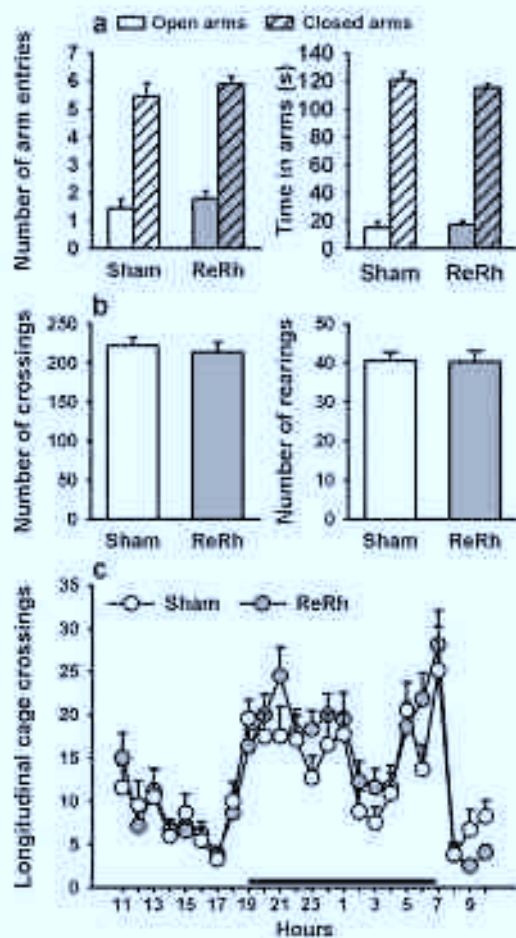 a
Open arms Closed arms
Number of arm entries
7
6
5
4
3
2
1
0
Sham ReRh
Time in arms (s)
140
120
100
80
60
40
20
0
Sham ReRh
b
Number of crossings
250
200
150
100
50
0
Sham ReRh
Number of rearings
50
40
30
20
10
0
Sham ReRh
c
Sham ReRh
Longitudinal cage crossings
35
30
25
20
15
10
5
0
11 13 15 17 19 21 23 1 3 5 7 9
Hours